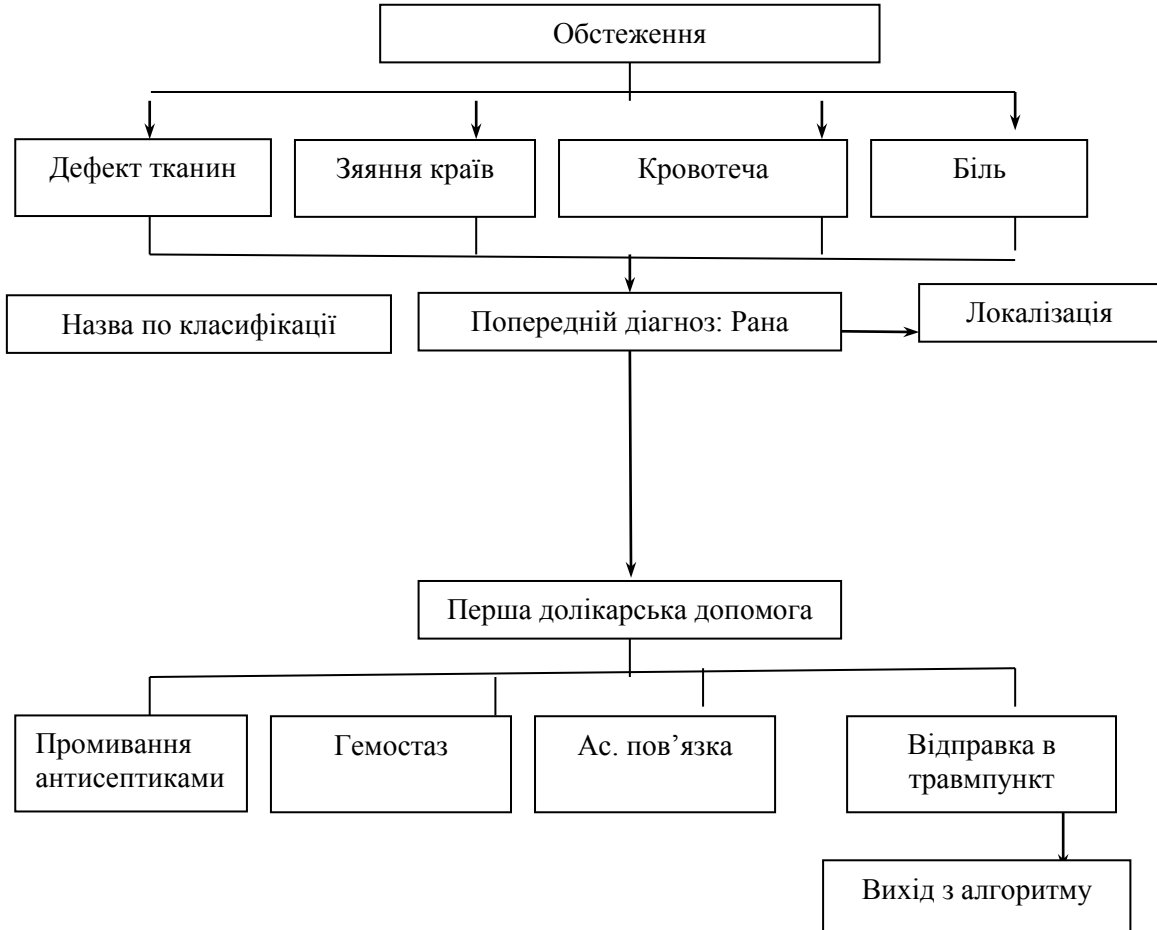 Обстеження
Дефект тканин
Зяяння країв
Кровотеча
Біль
Назва по класифікації
Попередній діагноз: Рана
Локалізація
Перша долікарська допомога
Промивання
антисептиками
Гемостаз
Ас. пов’язка
Відправка в
травмпункт
Вихід з алгоритму